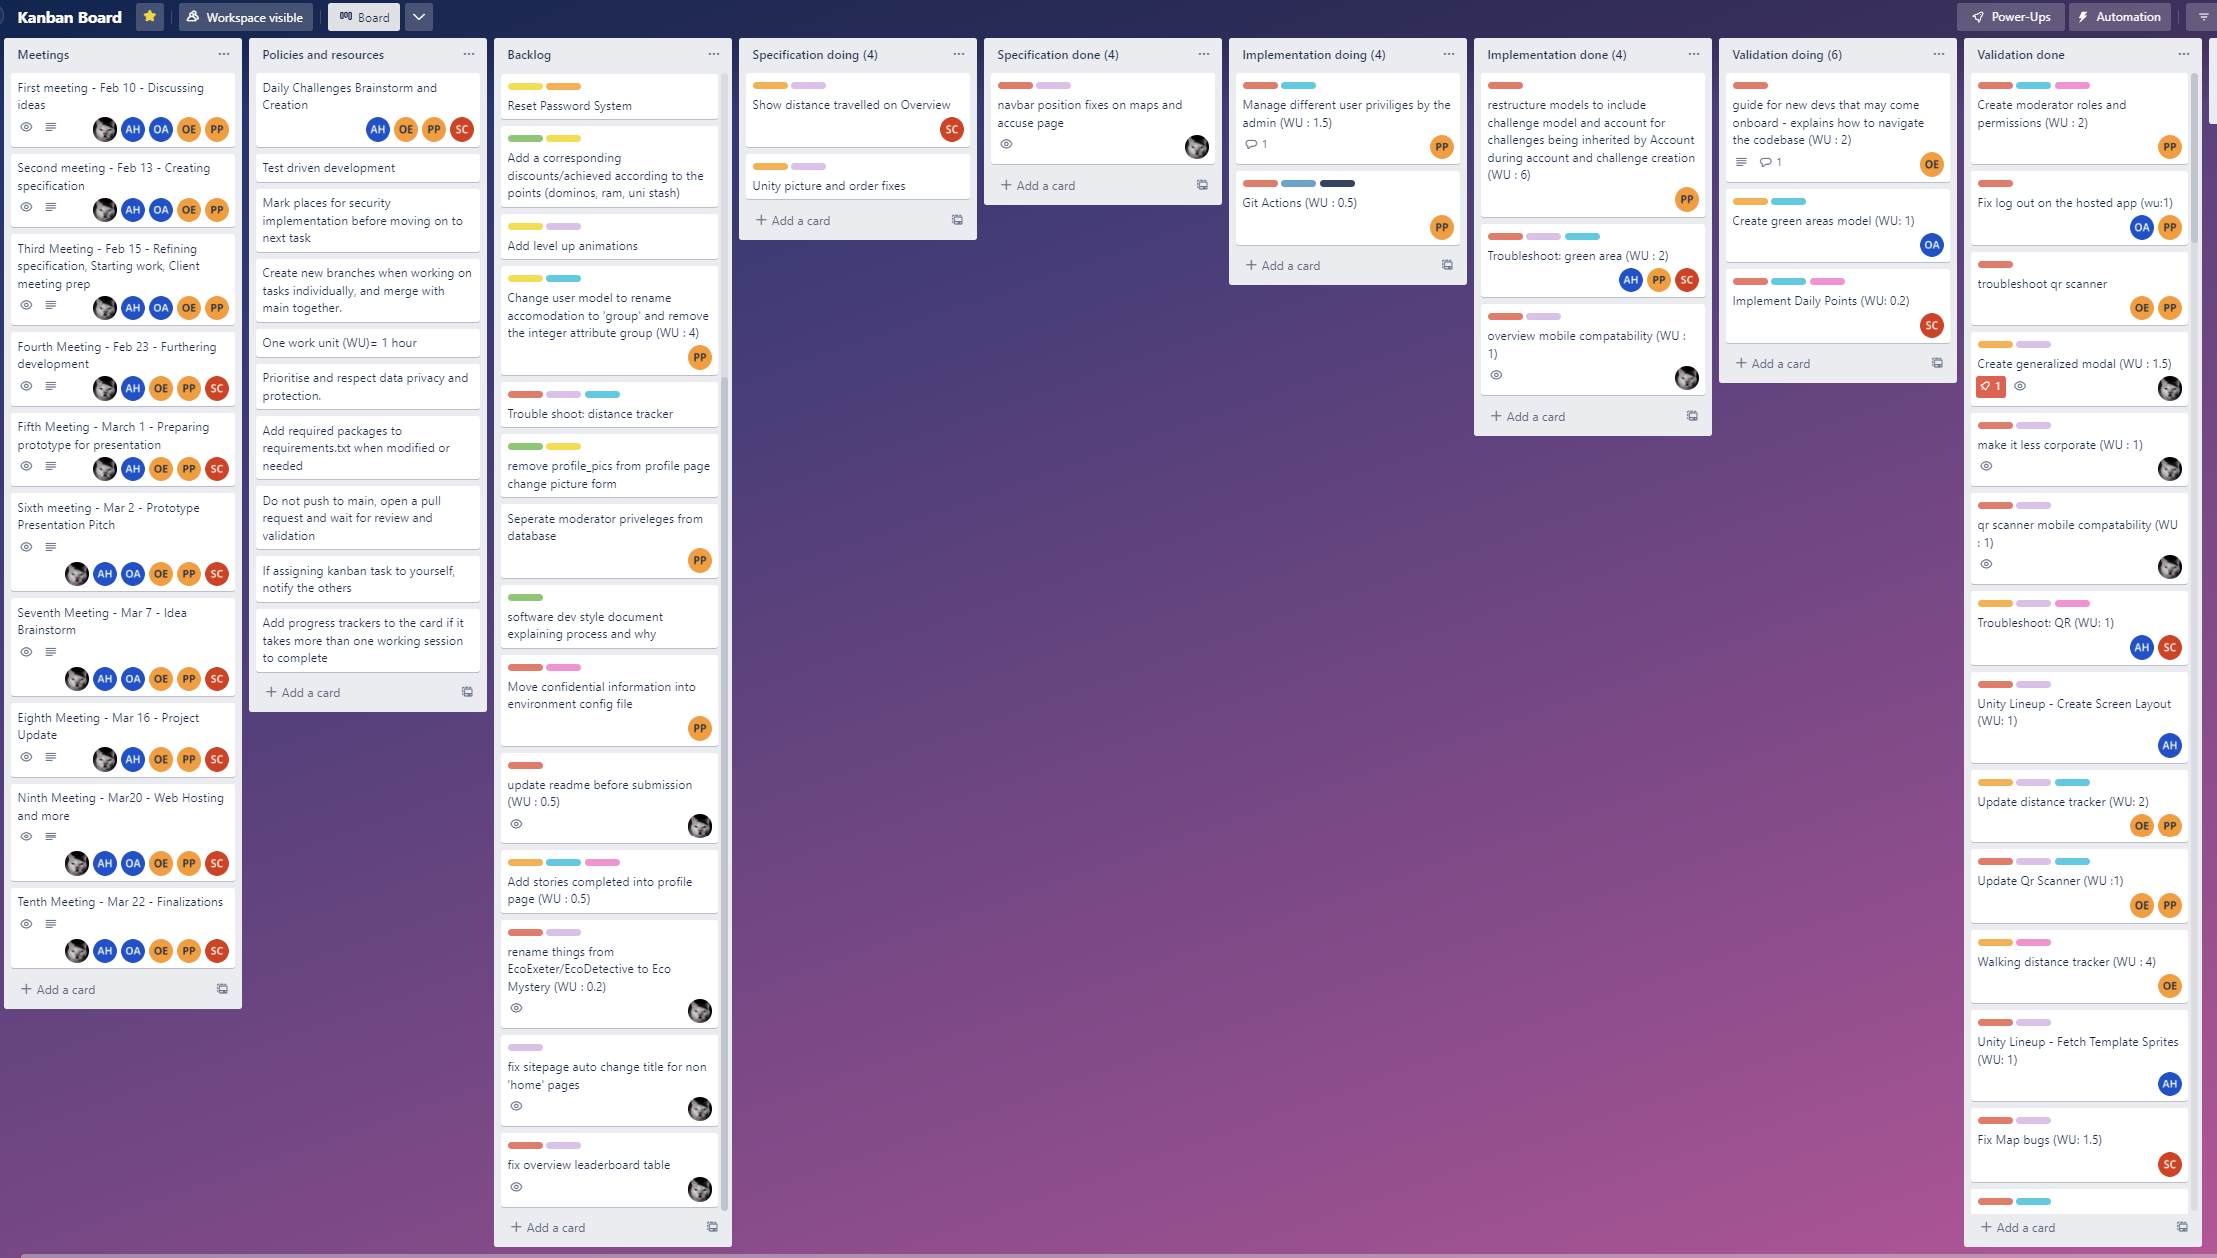 Kanban Board
Workspace visible
Board
Power-Ups
Automation
Meetings
First meeting - Feb 10 - Discussing
ideas
AH OA OE PP
Second meeting - Feb 13 - Creating
specification
AH OA OE PP
Third Meeting - Feb 15 - Refining
specification, Starting work, Client
meeting prep
AH OA OE PP
Fourth Meeting - Feb 23 - Furthering
development
AH OE PP SC
Fifth Meeting - March 1 - Preparing
prototype for presentation
AH OE PP SC
Sixth meeting - Mar 2 - Prototype
Presentation Pitch
AH OA OE PP SC
Seventh Meeting - Mar 7 - Idea
Brainstorm
AH OA OE PP SC
Eighth Meeting - Mar 16 - Project
Update
AH OE PP SC
Ninth Meeting - Mar20 - Web Hosting
and more
AH OA OE PP SC
Tenth Meeting - Mar 22 - Finalizations
AH OA OE PP SC
+ Add a card
Policies and resources
Daily Challenges Brainstorm and
Creation
AH OE PP SC
Test driven development
Mark places for security
implementation before moving on to
next task
Create new branches when working on
tasks individually, and merge with
main together.
One work unit (WU)= 1 hour
Prioritise and respect data privacy and
protection.
Add required packages to
requirements.txt when modified or
needed
Do not push to main, open a pull
request and wait for review and
validation
If assigning kanban task to yourself,
notify the others
Add progress trackers to the card if it
takes more than one working session
to complete
+ Add a card
Backlog
Reset Password System
Add a corresponding
discounts/achieved according to the
points (dominos, ram, uni stash)
Add level up animations
Change user model to rename
accomodation to 'group' and remove
the integer attribute group (WU : 4)
PP
Trouble shoot: distance tracker
remove profile_pics from profile page
change picture form
Seperate moderator priveleges from
database
PP
software dev style document
explaining process and why
Move confidential information into
environment config file
PP
update readme before submission
(WU : 0.5)
Add stories completed into profile
page (WU : 0.5)
rename things from
EcoExeter/EcoDetective to Eco
Mystery (WU : 0.2)
fix sitepage auto change title for non
'home' pages
fix overview leaderboard table
+ Add a card
Specification doing (4)
Show distance travelled on Overview
SC
Unity picture and order fixes
+ Add a card
Specification done (4)
navbar position fixes on maps and
accuse page
+ Add a card
Implementation doing (4)
Manage different user priviliges by the
admin (WU : 1.5)
1
PP
Git Actions (WU : 0.5)
PP
+ Add a card
Implementation done (4)
restructure models to include
challenge model and account for
challenges being inherited by Account
during account and challenge creation
(WU : 6)
PP
Troubleshoot: green area (WU : 2)
AH PP SC
overview mobile compatability (WU :
1)
+ Add a card
Validation doing (6)
guide for new devs that may come
onboard - explains how to navigate
the codebase (WU : 2)
1
OE
Create green areas model (WU: 1)
OA
Implement Daily Points (WU: 0.2)
SC
+ Add a card
Validation done
Create moderator roles and
permissions (WU : 2)
PP
Fix log out on the hosted app (wu:1)
OA PP
troubleshoot qr scanner
OE PP
Create generalized modal (WU : 1.5)
1
make it less corporate (WU : 1)
qr scanner mobile compatability (WU
: 1)
Troubleshoot: QR (WU: 1)
AH SC
Unity Lineup - Create Screen Layout
(WU: 1)
AH
Update distance tracker (WU: 2)
OE PP
Update Qr Scanner (WU :1)
OE PP
Walking distance tracker (WU : 4)
OE
Unity Lineup - Fetch Template Sprites
(WU: 1)
AH
Fix Map bugs (WU: 1.5)
SC
+ Add a card